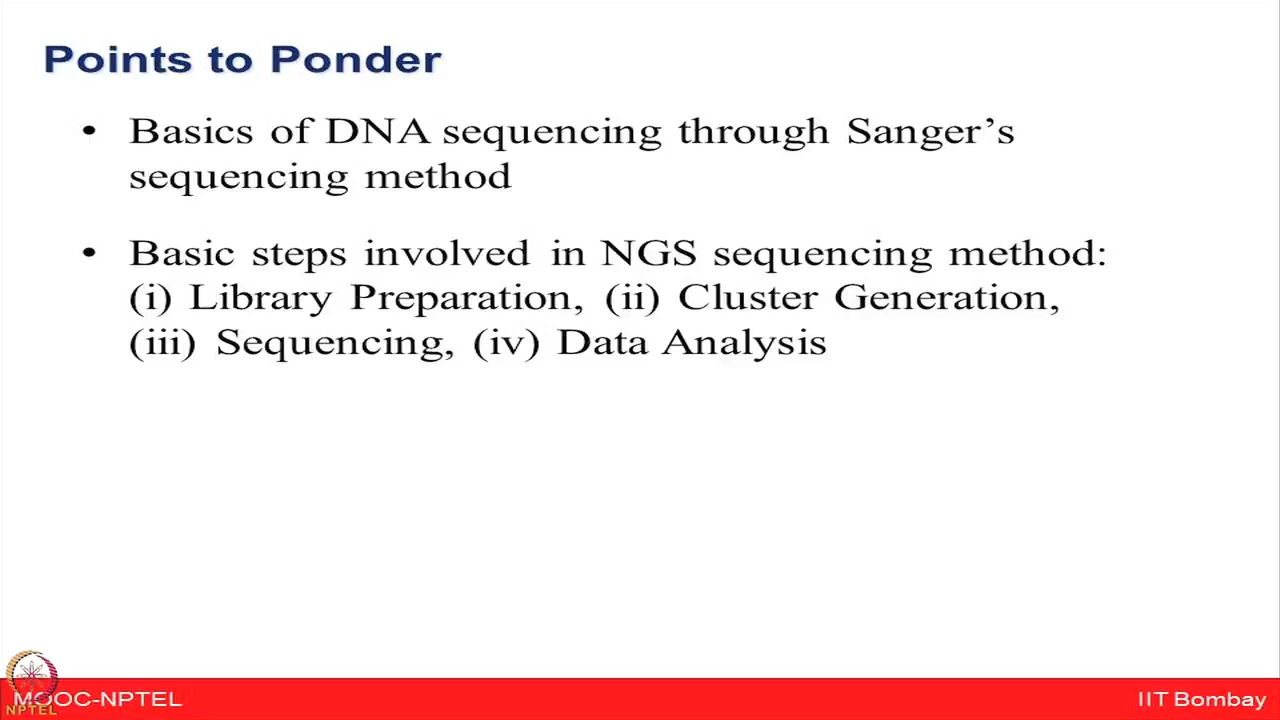 Points to Ponder
• Basics of DNA sequencing through Sanger’s
sequencing method
• Basic steps involved in NGS sequencing method:
(i) Library Preparation, (ii) Cluster Generation,
(iii) Sequencing, (iv) Data Analysis
MOOC-NPTEL
NPTEL
IIT Bombay